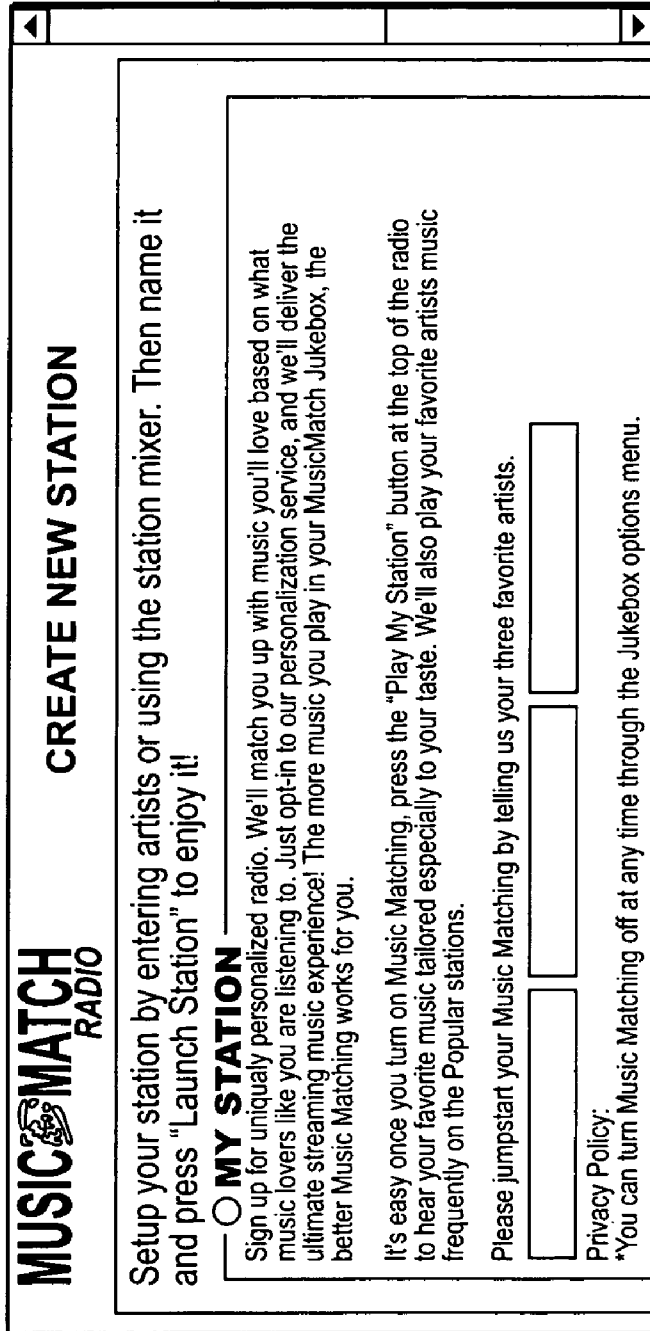 MUSICMATCH
RADIO
CREATE NEW STATION
Setup your station by entering artists or using the station mixer. Then name it
and press "Launch Station" to enjoy it!
MY STATION
Sign up for uniqualy personalized radio. We'll match you up with music you'll love based on what
music lovers like you are listening to. Just opt-in to our personalization service, and we'll deliver the
ultimate streaming music experience! The more music you play in your MusicMatch Jukebox, the
better Music Matching works for you.
It's easy once you turn on Music Matching, press the "Play My Station" button at the top of the radio
to hear your favorite music tailored especially to your taste. We'll also play your favorite artists music
frequently on the Popular stations.
Please jumpstart your Music Matching by telling us your three favorite artists.
Privacy Policy:
*You can turn Music Matching off at any time through the Jukebox options menu.